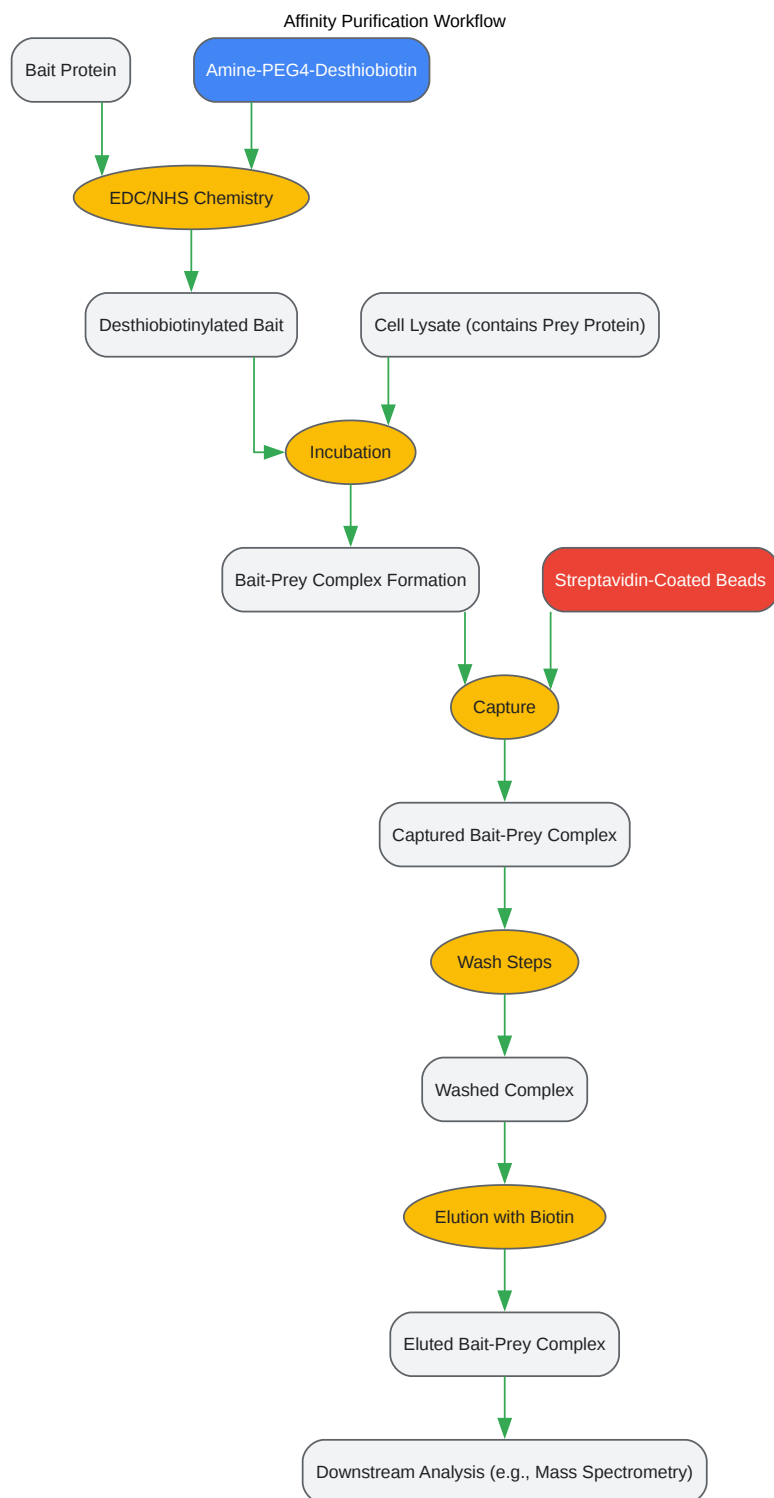 Affinity Purification Workflow
Bait Protein
Amine-PEG4-Desthiobiotin
EDC/NHS Chemistry
Desthiobiotinylated Bait
Cell Lysate (contains Prey Protein)
Incubation
Bait-Prey Complex Formation
Streptavidin-Coated Beads
Capture
Captured Bait-Prey Complex
Wash Steps
Washed Complex
Elution with Biotin
Eluted Bait-Prey Complex
Downstream Analysis (e.g., Mass Spectrometry)